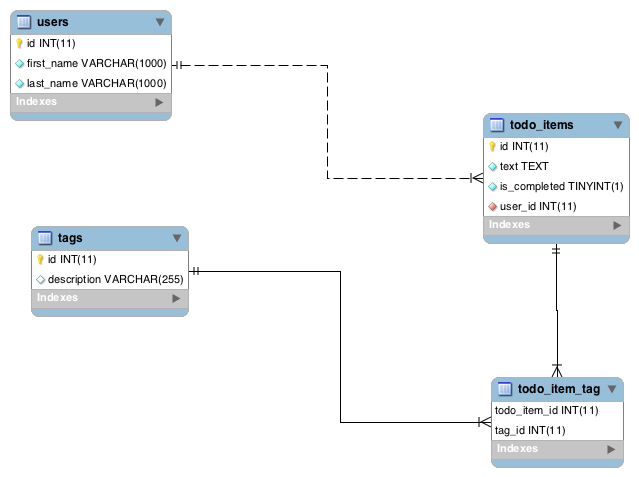 users
id INT(11)
first_name VARCHAR(1000)
last_name VARCHAR(1000)
Indexes
todo_items
id INT(11)
text TEXT
is_completed TINYINT(1)
user_id INT(11)
Indexes
tags
id INT(11)
description VARCHAR(255)
Indexes
todo_item_tag
todo_item_id INT(11)
tag_id INT(11)
Indexes